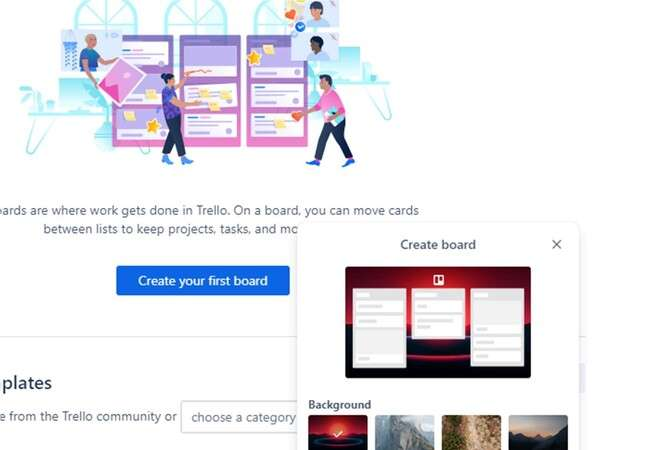 ards are where work gets done in Trello. On a board, you can move cards
between lists to keep projects, tasks, and mo
Create your first board
Create board
Background
plates
e from the Trello community or
choose a category